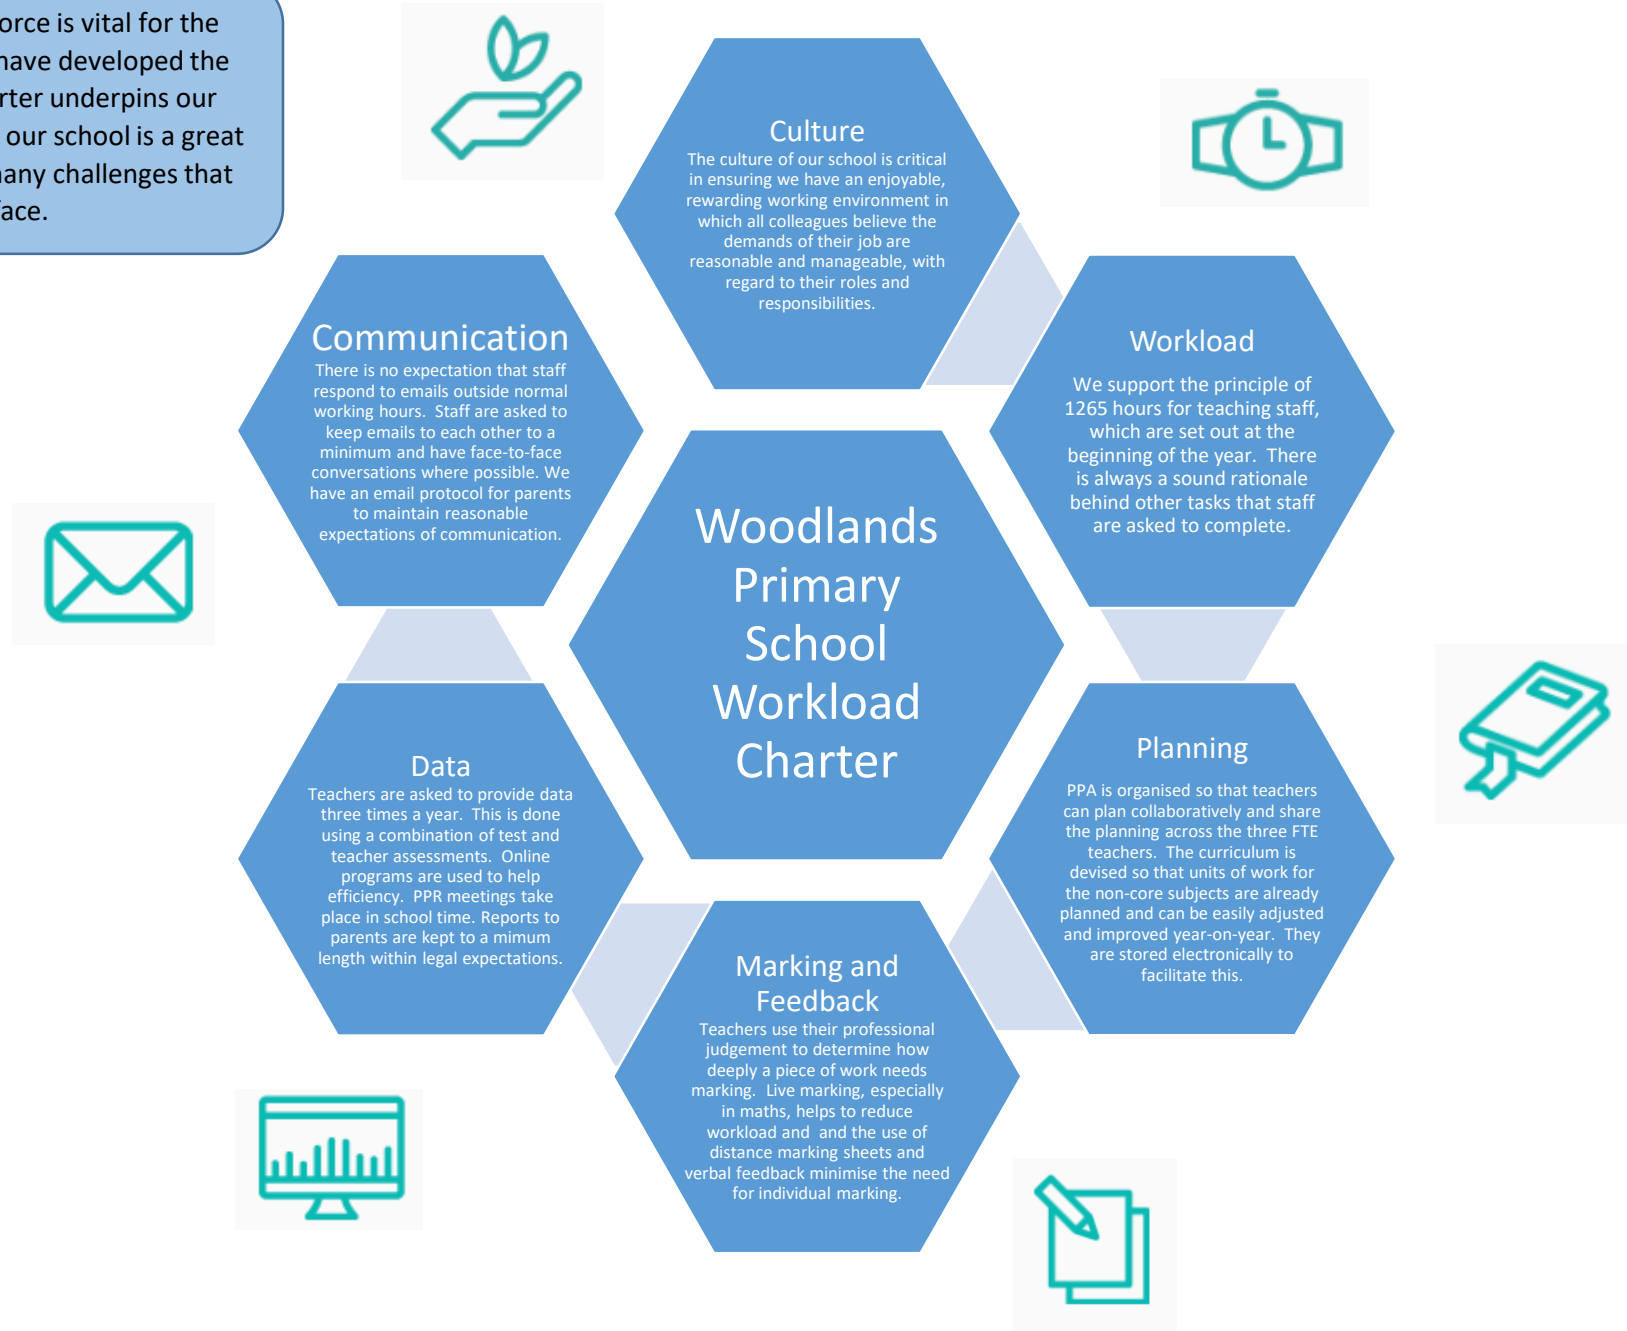 orce is vital for the
have developed the
rter underpins our
our school is a great
many challenges that
face.
Culture
The culture of our school is critical
in ensuring we have an enjoyable,
rewarding working environment in
which all colleagues believe the
demands of their job are
reasonable and manageable, with
regard to their roles and
responsibilities.
Workload
We support the principle of
1265 hours for teaching staff,
which are set out at the
beginning of the year.  There
is always a sound rationale
behind other tasks that staff
are asked to complete.
Planning
PPA is organised so that teachers
can plan collaboratively and share
the planning across the three FTE
teachers.  The curriculum is
devised so that units of work for
the non-core subjects are already
planned and can be easily adjusted
and improved year-on-year.  They
are stored electronically to
facilitate this.
Marking and
Feedback
Teachers use their professional
judgement to determine how
deeply a piece of work needs
marking.  Live marking, especially
in maths, helps to reduce
workload and  and the use of
distance marking sheets and
verbal feedback minimise the need
for individual marking.
Data
Teachers are asked to provide data
three times a year.  This is done
using a combination of test and
teacher assessments.  Online
programs are used to help
efficiency.  PPR meetings take
place in school time. Reports to
parents are kept to a mimum
length within legal expectations.
Communication
There is no expectation that staff
respond to emails outside normal
working hours.  Staff are asked to
keep emails to each other to a
minimum and have face-to-face
conversations where possible. We
have an email protocol for parents
to maintain reasonable
expectations of communication.
Woodlands
Primary
School
Workload
Charter